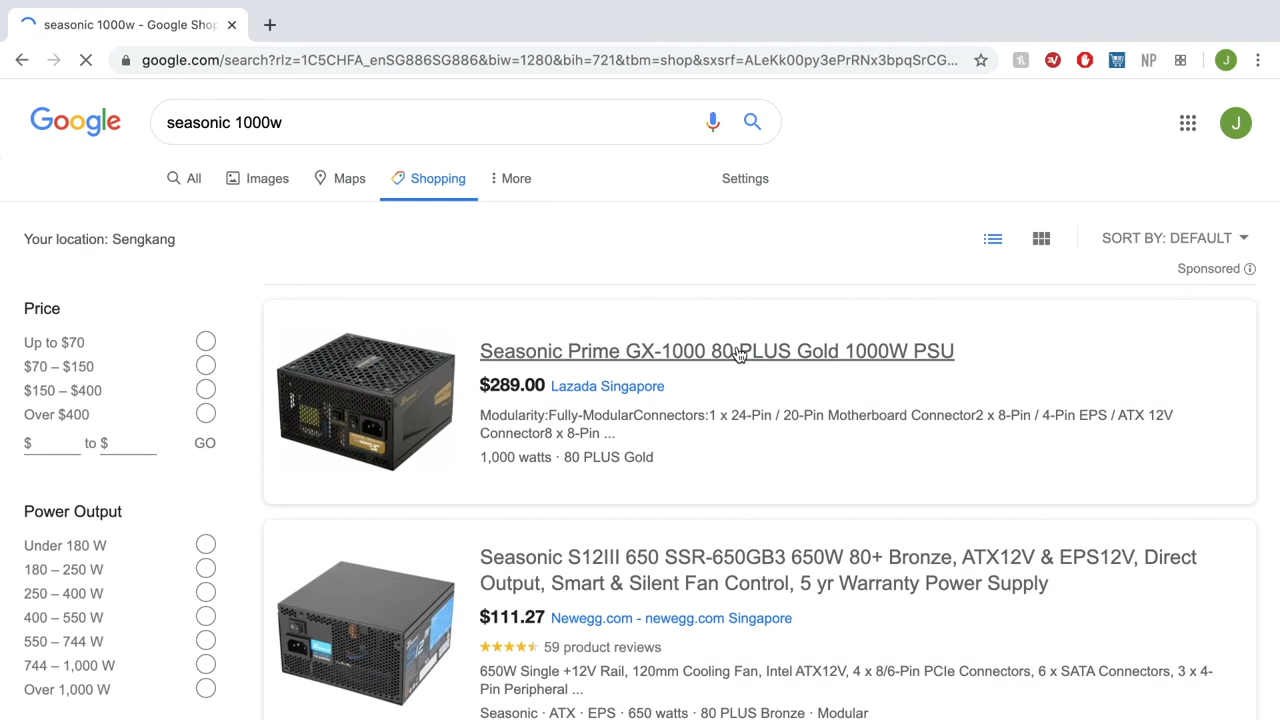 seasonic 1000w - Google Shop
google.com/search?rlz=1C5CHFA_enSG886SG886&biw=1280&bih=721&tbm=shop&sxsrf=ALeKk00py3ePrRNx3bpqSrCG...
NP
J
Google
seasonic 1000w
J
All
Images
Maps
Shopping
More
Settings
Your location: Sengkang
SORT BY: DEFAULT
Sponsored
Price
Up to $70
$70 – $150
$150 – $400
Over $400
$ to $ GO
Power Output
Under 180 W
180 – 250 W
250 – 400 W
400 – 550 W
550 – 744 W
744 – 1,000 W
Over 1,000 W
Seasonic Prime GX-1000 80 PLUS Gold 1000W PSU
$289.00 Lazada Singapore
Modularity:Fully-ModularConnectors:1 x 24-Pin / 20-Pin Motherboard Connector2 x 8-Pin / 4-Pin EPS / ATX 12V
Connector8 x 8-Pin ...
1,000 watts · 80 PLUS Gold
Seasonic S12III 650 SSR-650GB3 650W 80+ Bronze, ATX12V & EPS12V, Direct
Output, Smart & Silent Fan Control, 5 yr Warranty Power Supply
$111.27 Newegg.com - newegg.com Singapore
59 product reviews
650W Single +12V Rail, 120mm Cooling Fan, Intel ATX12V, 4 x 8/6-Pin PCIe Connectors, 6 x SATA Connectors, 3 x 4-
Pin Peripheral ...
Seasonic · ATX · EPS · 650 watts · 80 PLUS Bronze · Modular